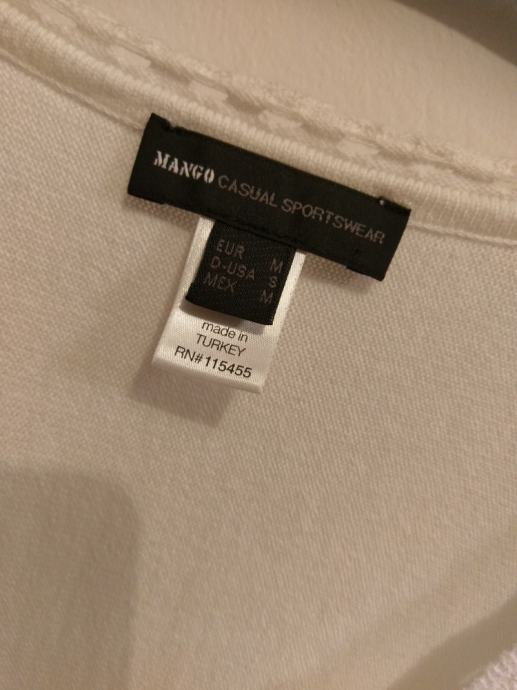 MANGO CASUAL SPORTSWEAR
EUR M
D-USA S
MEX M
made in
TURKEY
RN#115455